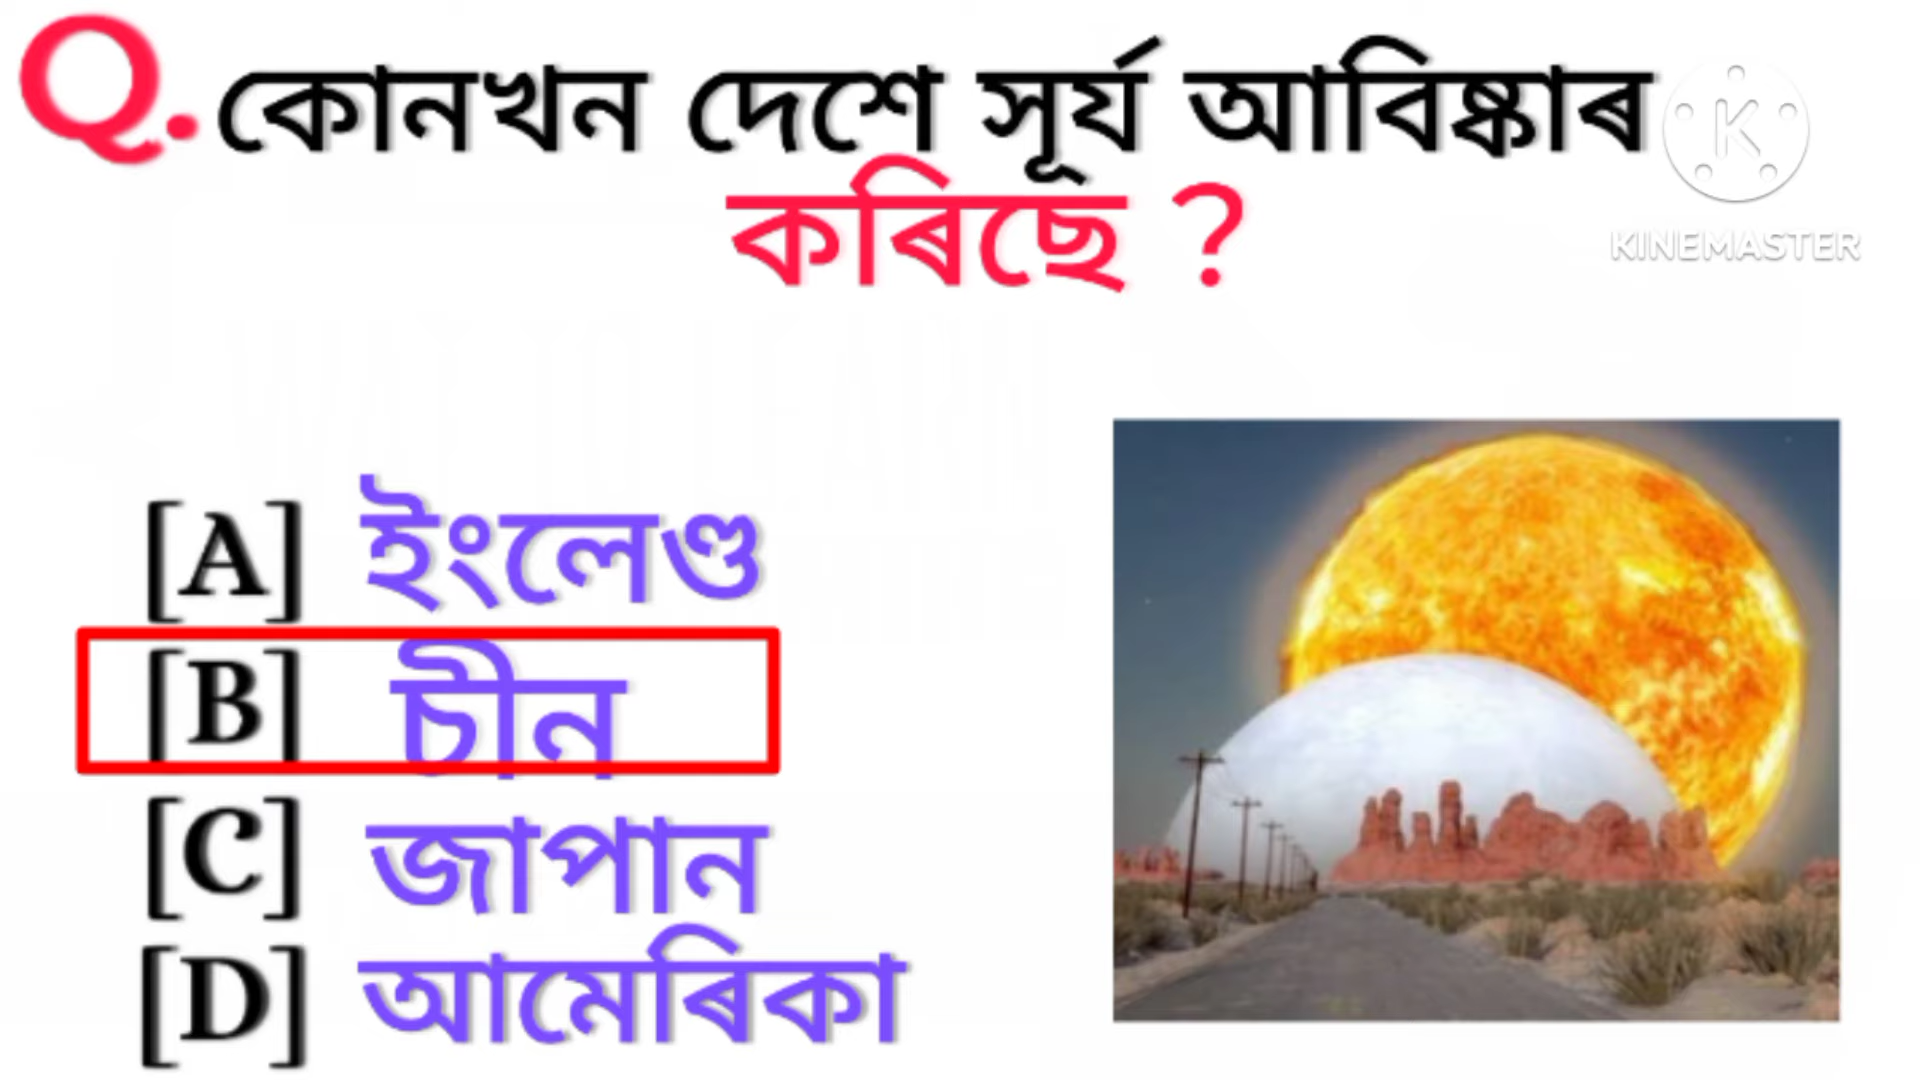 Q. কোনখন দেশে সূৰ্য আবিষ্কাৰ
কৰিছে ?
KINEMASTER
[A] ইংলেণ্ড
[B] চীন
[C] জাপান
[D] আমেৰিকা